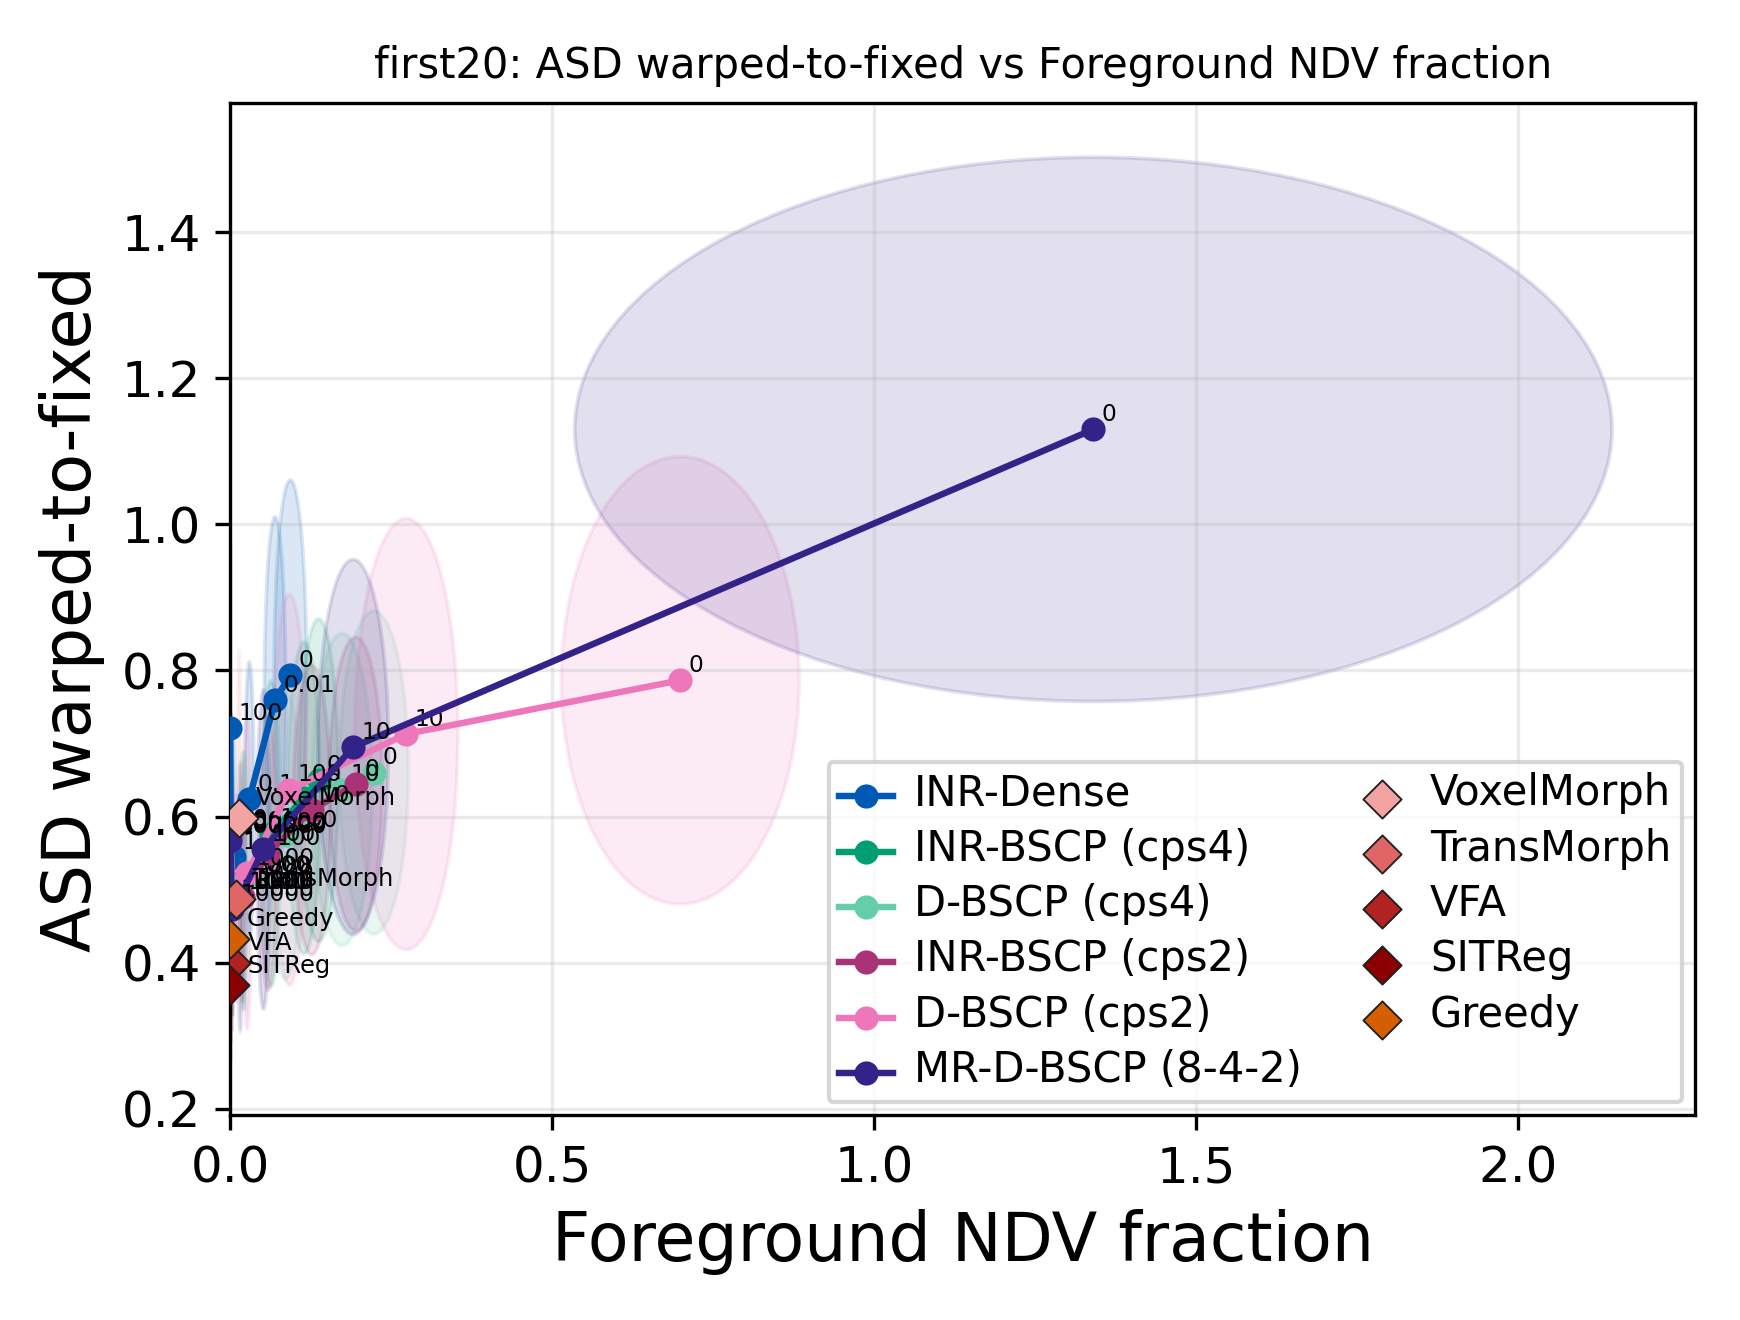 first20: ASD warped-to-fixed vs Foreground NDV fraction
ASD warped-to-fixed
1.4
1.2
1.0
0.8
0.6
0.4
0.2
0
0
0
0.01
100
10
10
0
VoxelMorph
100
TransMorph
Greedy
VFA
SITReg
INR-Dense
INR-BSCP (cps4)
D-BSCP (cps4)
INR-BSCP (cps2)
D-BSCP (cps2)
MR-D-BSCP (8-4-2)
VoxelMorph
TransMorph
VFA
SITReg
Greedy
0.0
0.5
1.0
1.5
2.0
Foreground NDV fraction